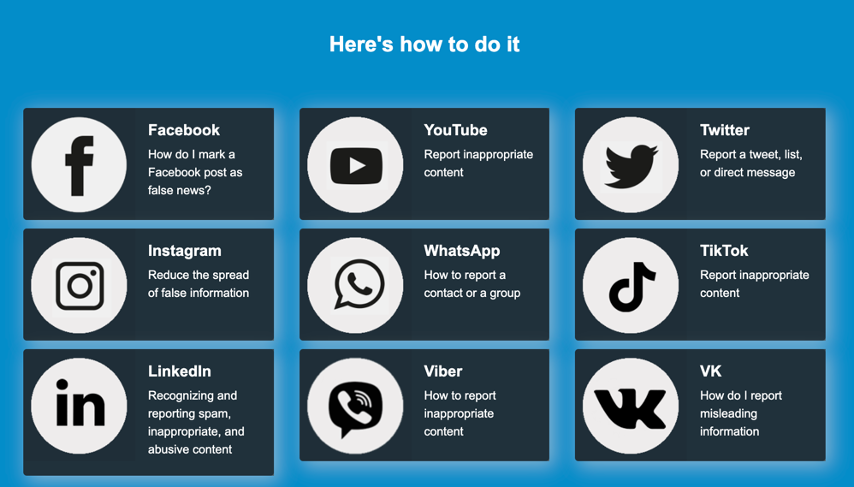 Here's how to do it
Facebook
How do I mark a
Facebook post as
false news?
YouTube
Report inappropriate
content
Twitter
Report a tweet, list,
or direct message
Instagram
Reduce the spread
of false information
WhatsApp
How to report a
contact or a group
TikTok
Report inappropriate
content
LinkedIn
Recognizing and
reporting spam,
inappropriate, and
abusive content
Viber
How to report
inappropriate
content
VK
How do I report
misleading
information